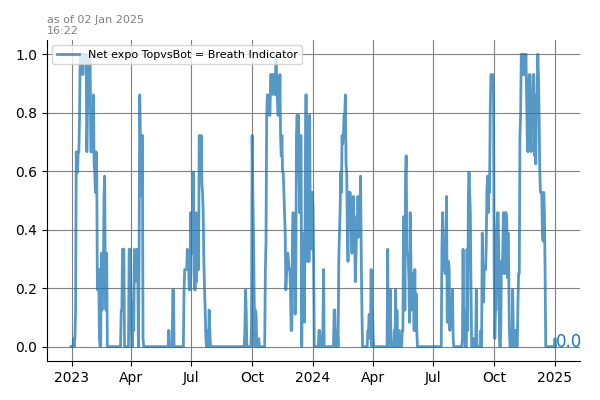 as of 02 Jan 2025
16:22
Net expo TopvsBot = Breath Indicator
1.0
0.8
0.6
0.4
0.2
0.0
0.0
2023 Apr Jul Oct 2024 Apr Jul Oct 2025